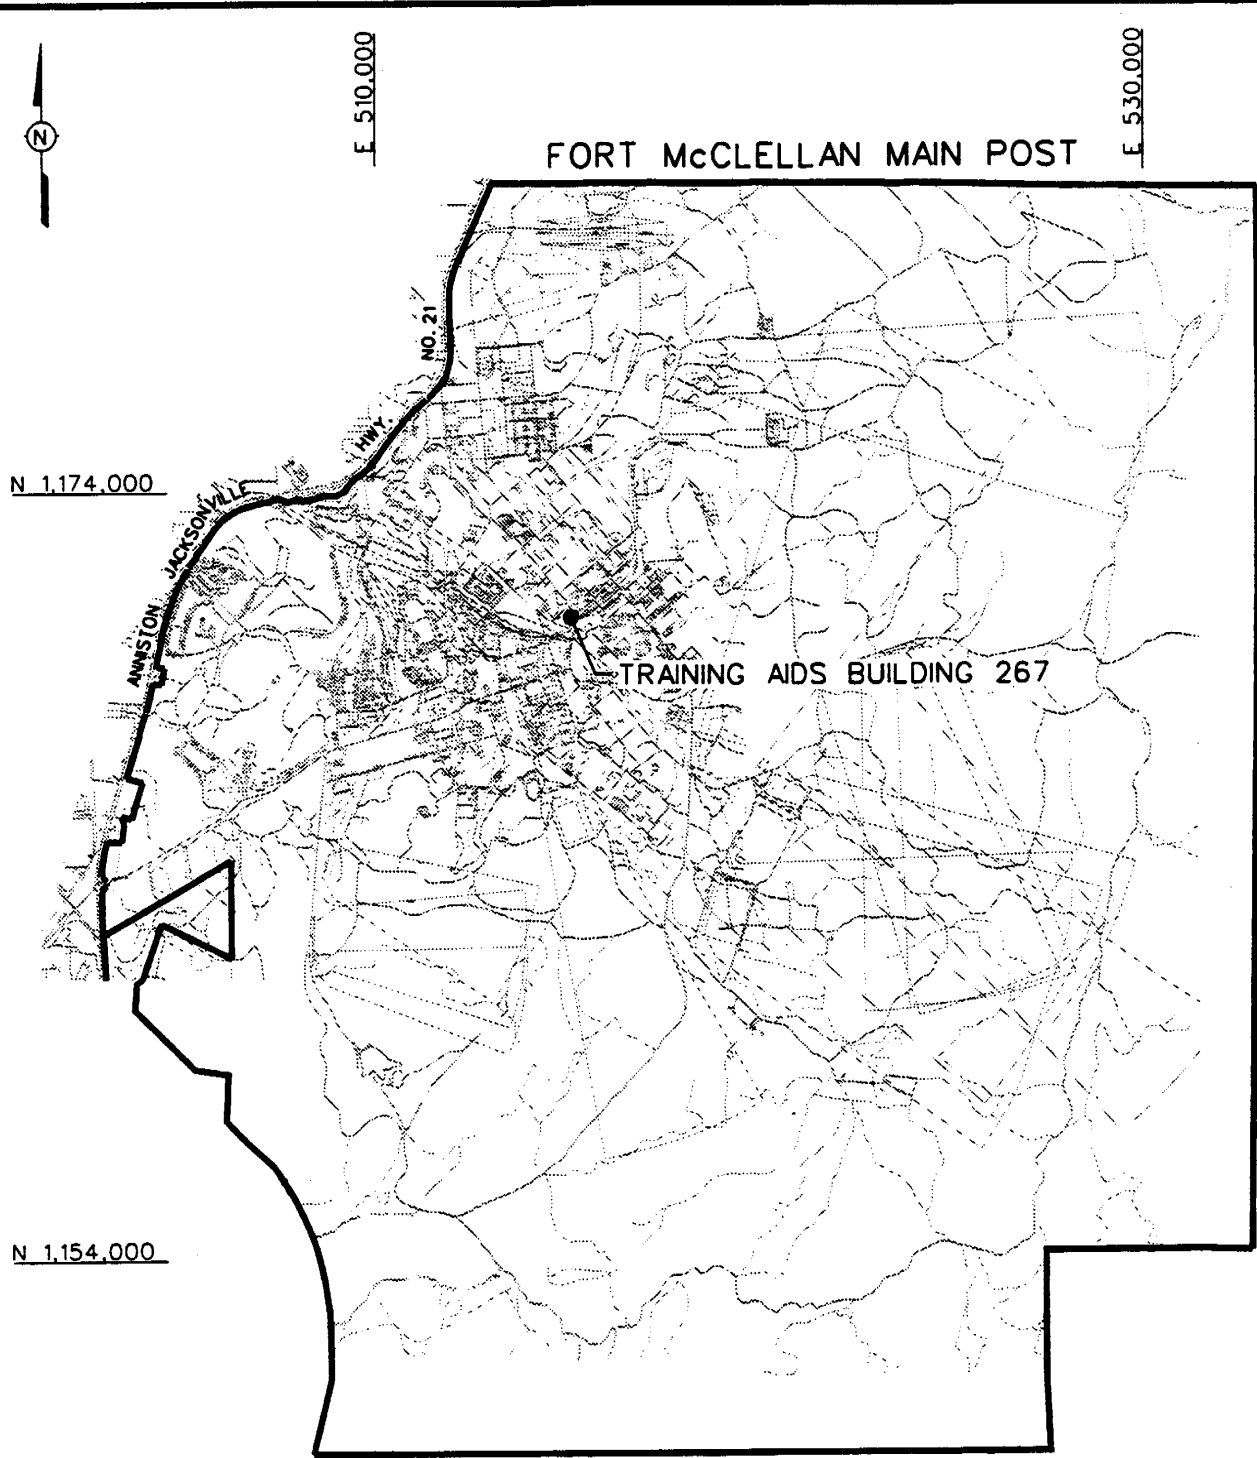 N
E 510,000
E 530,000
FORT McCLELLAN MAIN POST
NO. 21
HWY.
N 1,174,000
JACKSONVILLE
ANNISTON
TRAINING AIDS BUILDING 267
N 1,154,000